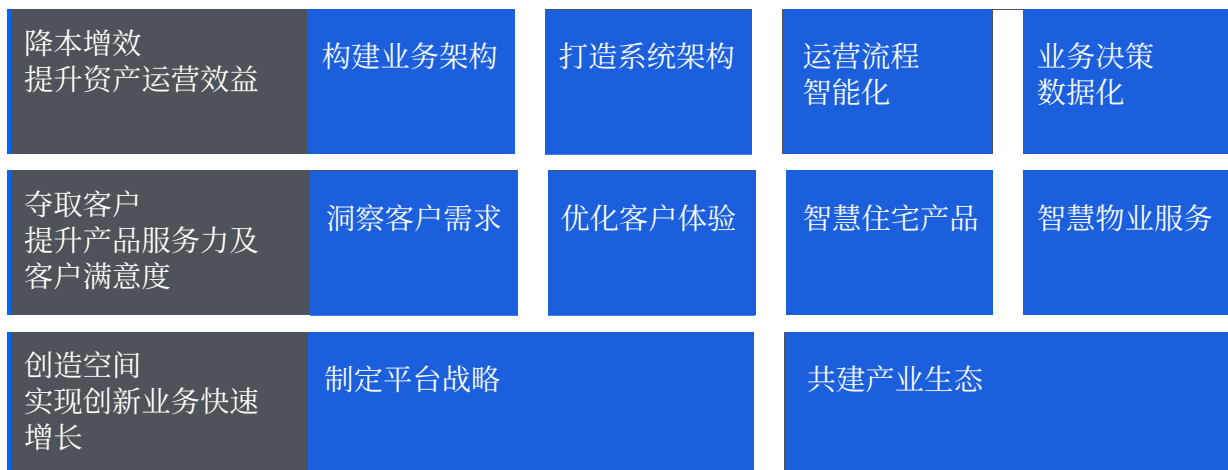 降本增效
提升资产运营效益
构建业务架构
打造系统架构
运营流程
智能化
业务决策
数据化
夺取客户
提升产品服务力及
客户满意度
洞察客户需求
优化客户体验
智慧住宅产品
智慧物业服务
创造空间
实现创新业务快速
增长
制定平台战略
共建产业生态